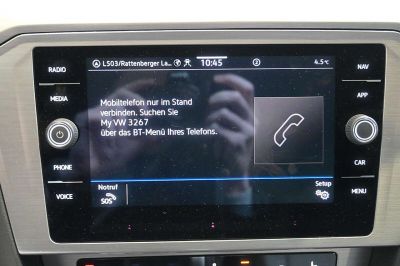 L503/Rattenberger La...
10:45
2
4.5°C
RADIO
MEDIA
PHONE
VOICE
Mobiltelefon nur im Stand
verbinden. Suchen Sie
My VW 3267
über das BT-Menü Ihres Telefons.
Notruf
SOS
Setup
NAV
APP
CAR
MENU